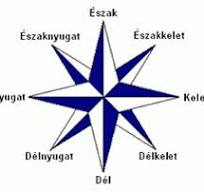 Észak
Északnyugat Északkelet
yugat Kele
Délnyugat Délkelet
Dél